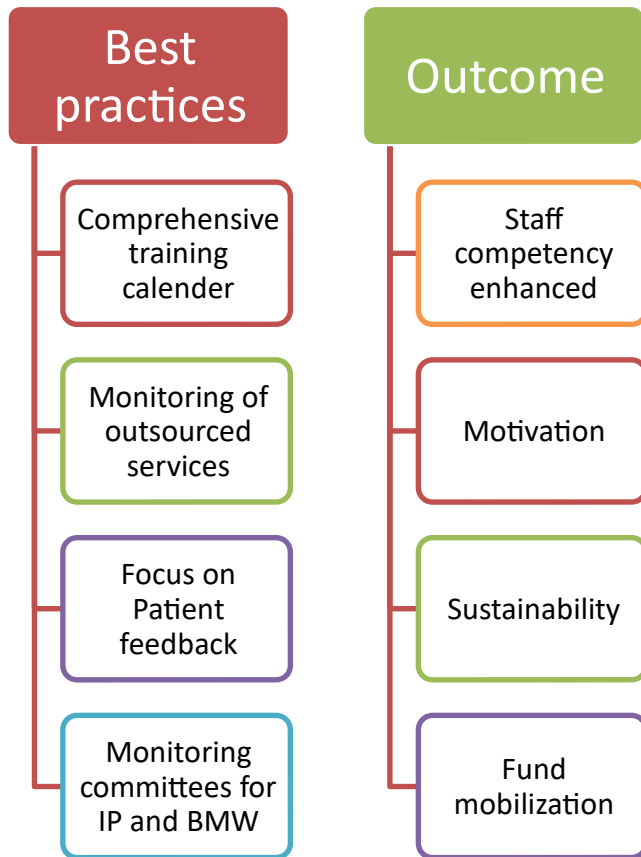 Best
practices
Comprehensive
training
calender
Monitoring of
outsourced
services
Focus on
Patient
feedback
Monitoring
committees for
IP and BMW
Outcome
Staff
competency
enhanced
Motivation
Sustainability
Fund
mobilization